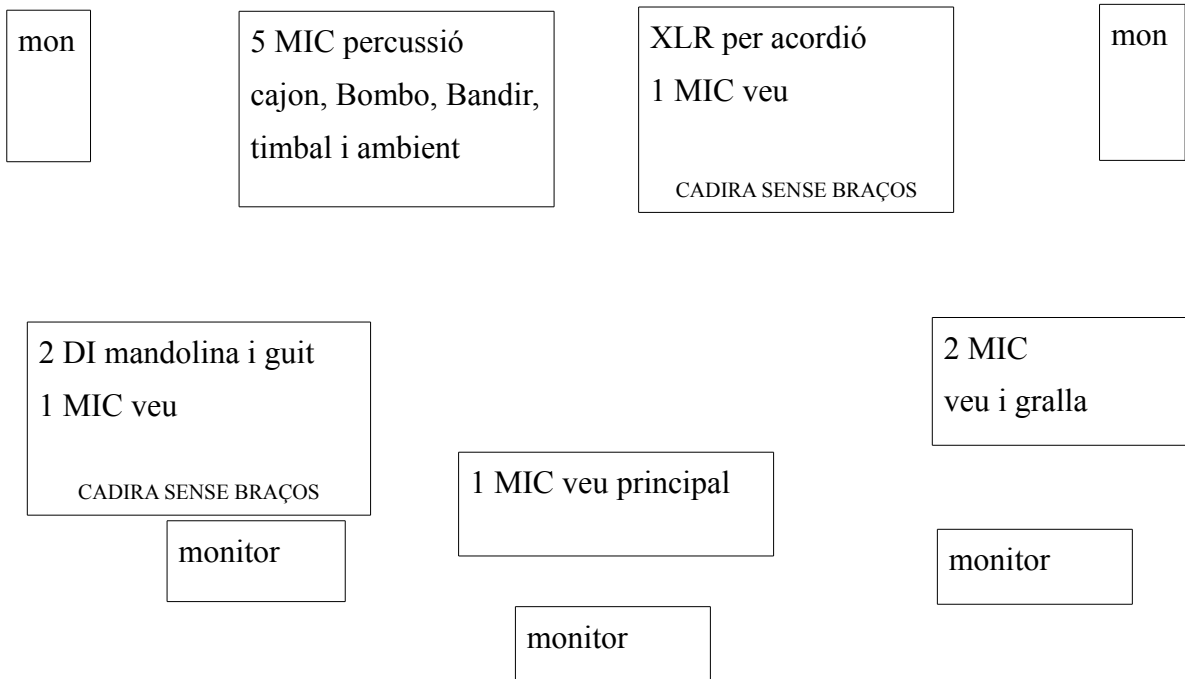 mon
5 MIC percussió
cajon, Bombo, Bandir,
timbal i ambient
XLR per acordió
1 MIC veu
CADIRA SENSE BRAÇOS
mon
2 DI mandolina i guit
1 MIC veu
CADIRA SENSE BRAÇOS
monitor
1 MIC veu principal
monitor
2 MIC
veu i gralla
monitor